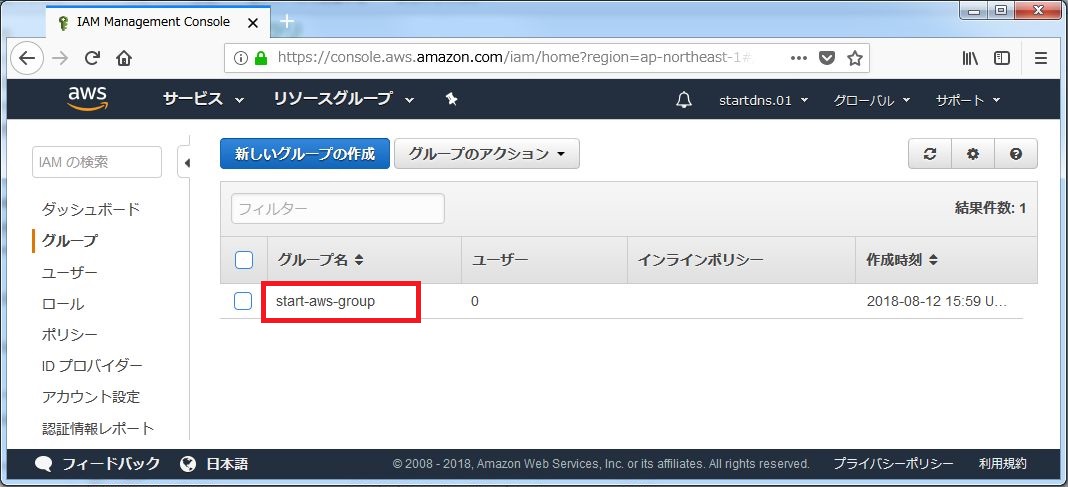 IAM Management Console
https://console.aws.amazon.com/iam/home?region=ap-northeast-1#
aws サービス リソースグループ startdns.01 グローバル サポート
IAM の検索
ダッシュボード
グループ
ユーザー
ロール
ポリシー
ID プロバイダー
アカウント設定
認証情報レポート
新しいグループの作成 グループのアクション
フィルター 結果件数: 1
グループ名 ユーザー インラインポリシー 作成時刻
start-aws-group 0 2018-08-12 15:59 U...
フィードバック 日本語 © 2008 - 2018, Amazon Web Services, Inc. or its affiliates. All rights reserved. プライバシーポリシー 利用規約